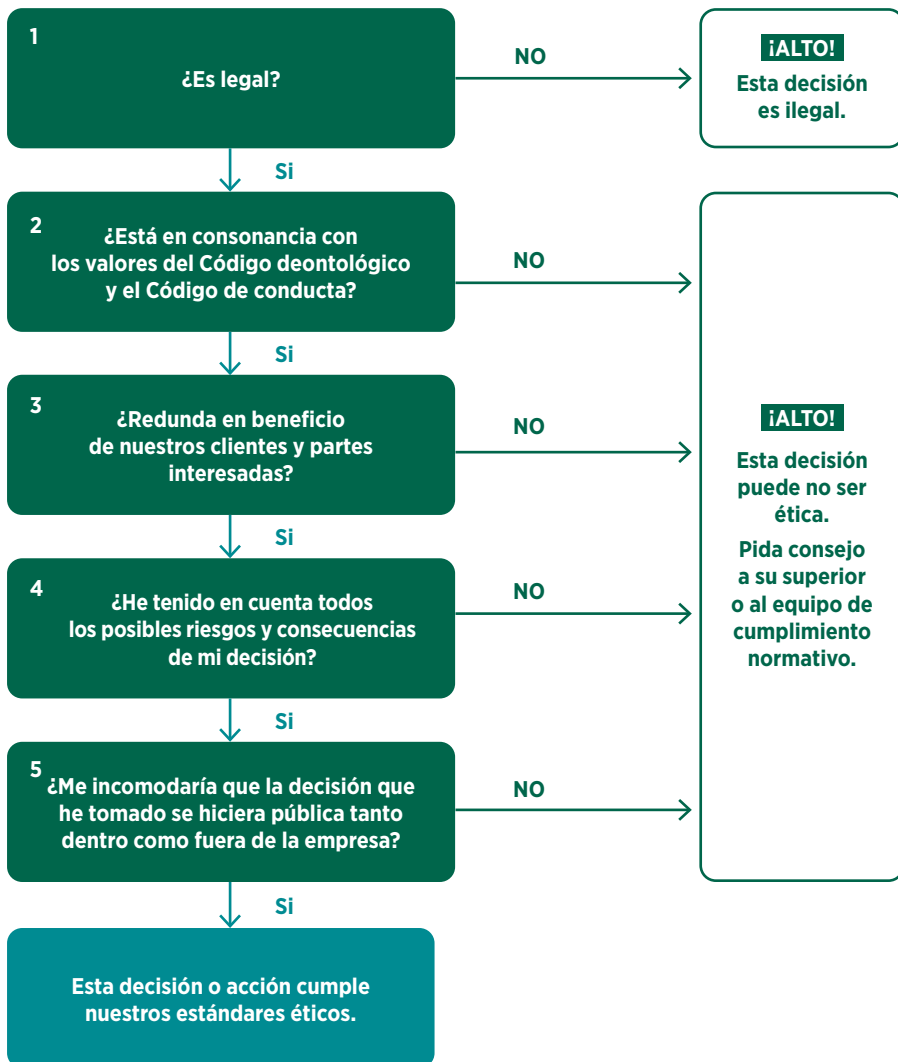 1
¿Es legal?
NO
¡ALTO!
Esta decisión
es ilegal.
Si
2
¿Está en consonancia con
los valores del Código deontológico
y el Código de conducta?
NO
Si
3
¿Redunda en beneficio
de nuestros clientes y partes
interesadas?
NO
¡ALTO!
Esta decisión
puede no ser
ética.
Pida consejo
a su superior
o al equipo de
cumplimiento
normativo.
Si
4
¿He tenido en cuenta todos
los posibles riesgos y consecuencias
de mi decisión?
NO
Si
5
¿Me incomodaría que la decisión que
he tomado se hiciera pública tanto
dentro como fuera de la empresa?
NO
Si
Esta decisión o acción cumple
nuestros estándares éticos.